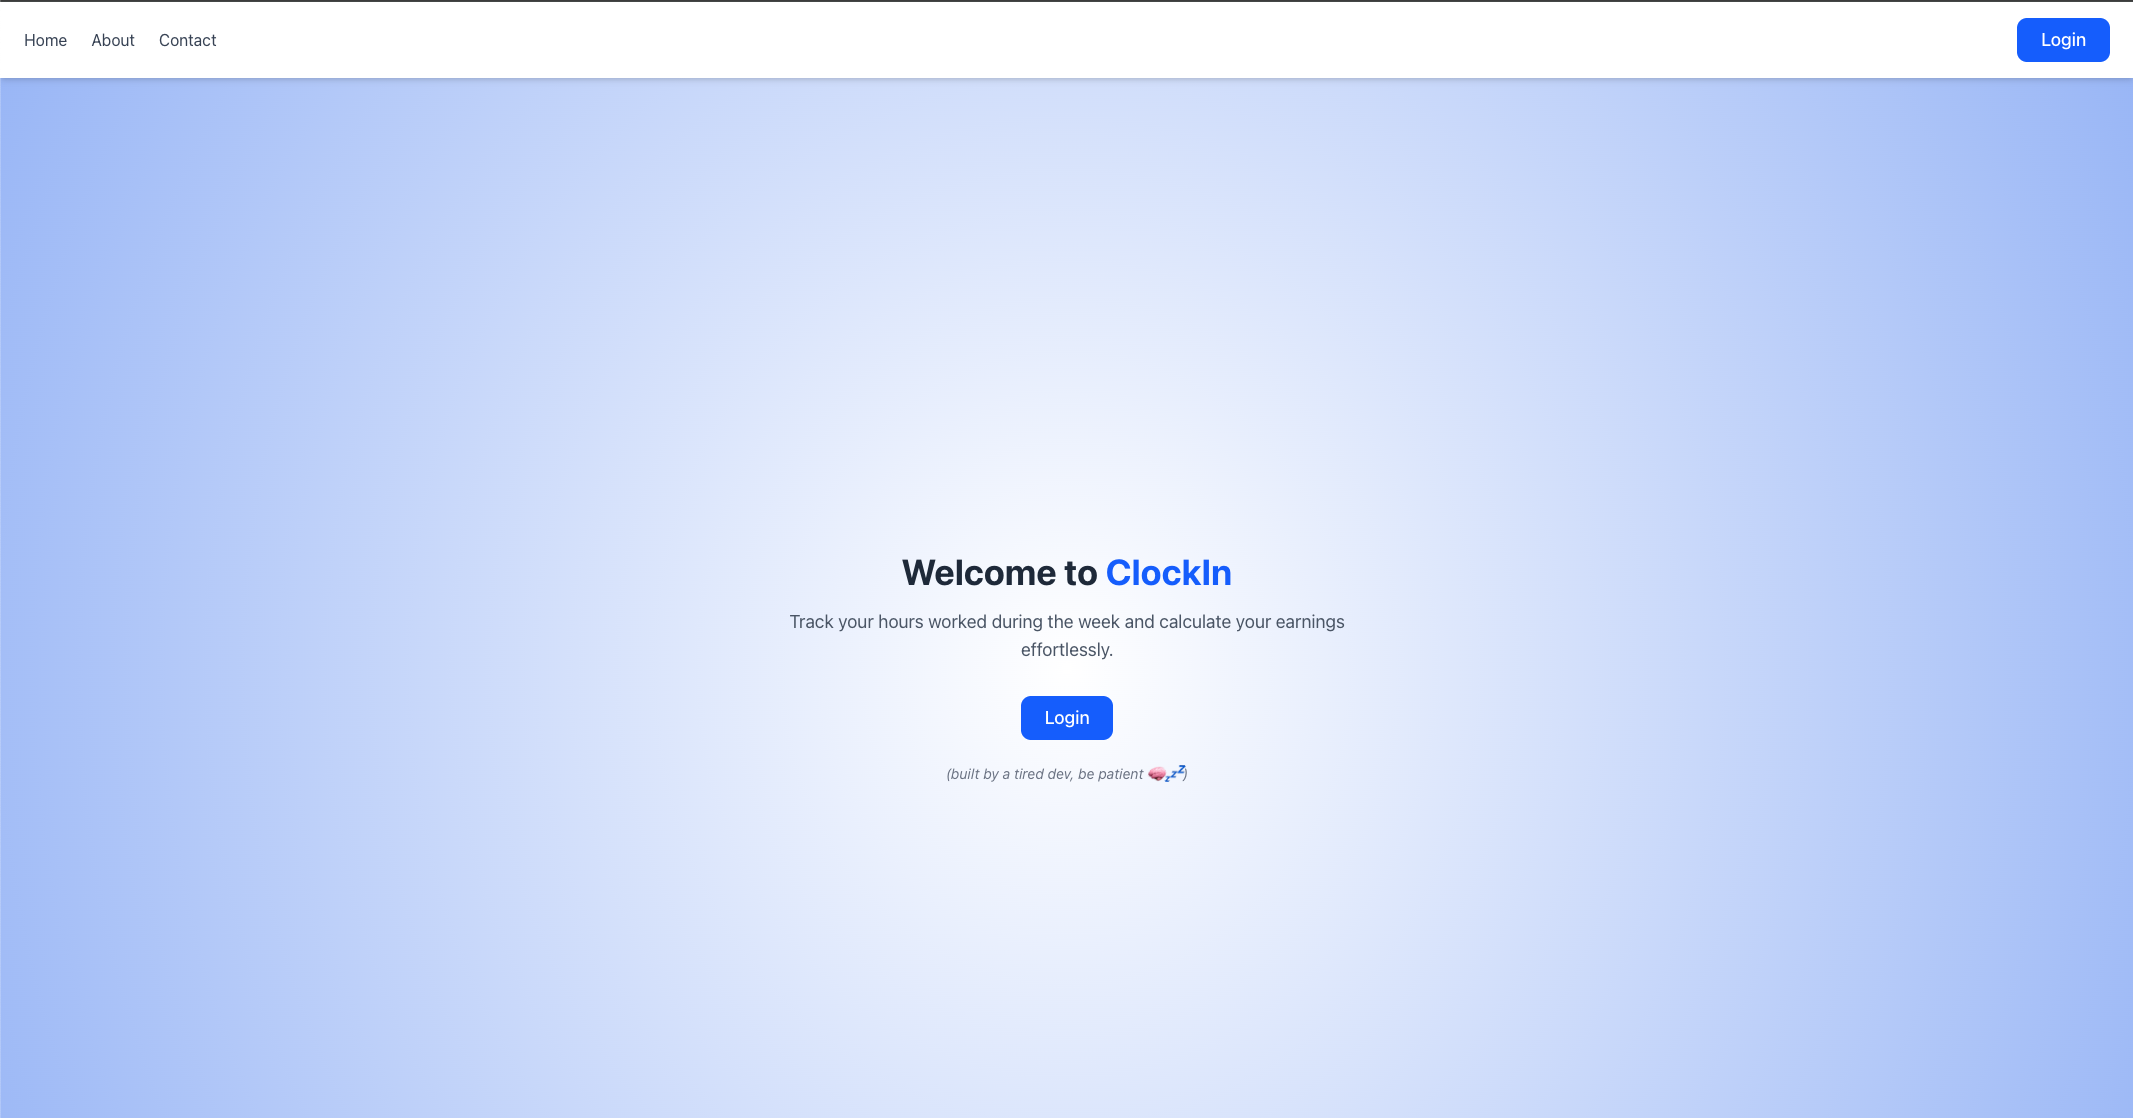 Home About Contact Login
Welcome to ClockIn
Track your hours worked during the week and calculate your earnings
effortlessly.
Login
(built by a tired dev, be patient 🧠💤)